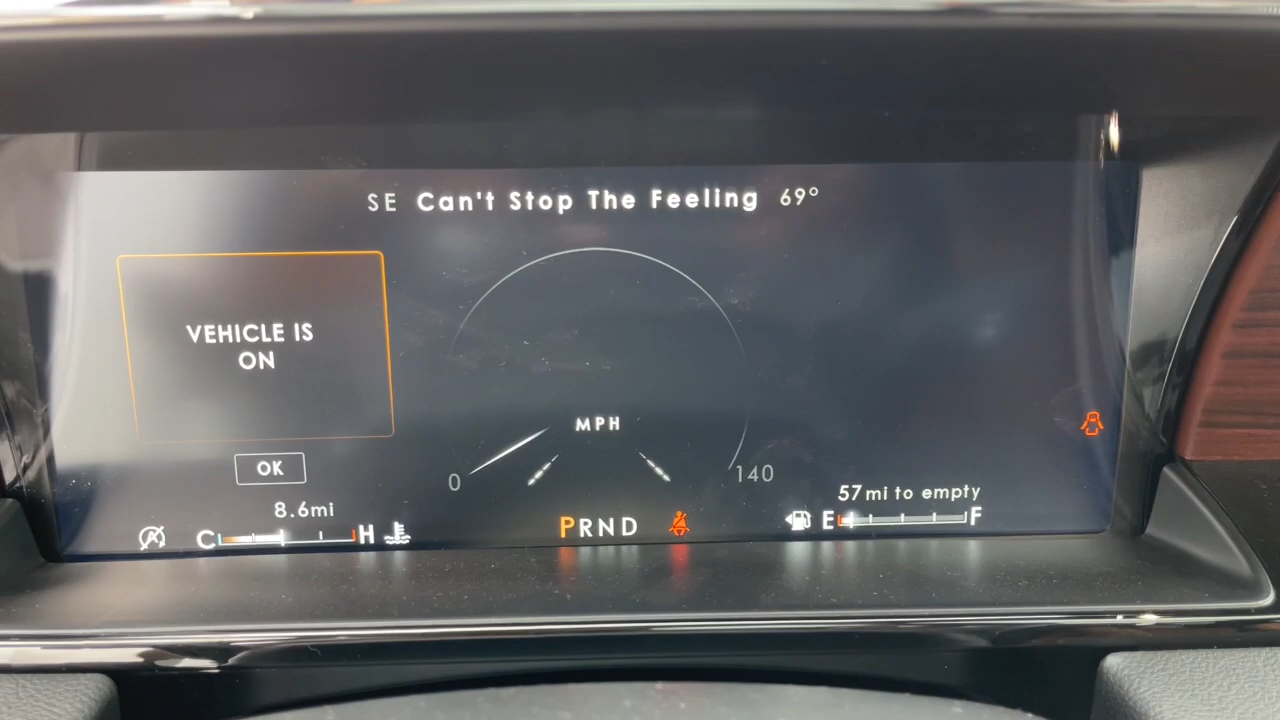 SE Can't Stop The Feeling 69°
VEHICLE IS
ON
OK
MPH
0
140
8.6mi
57mi to empty
C H
PRND
E F